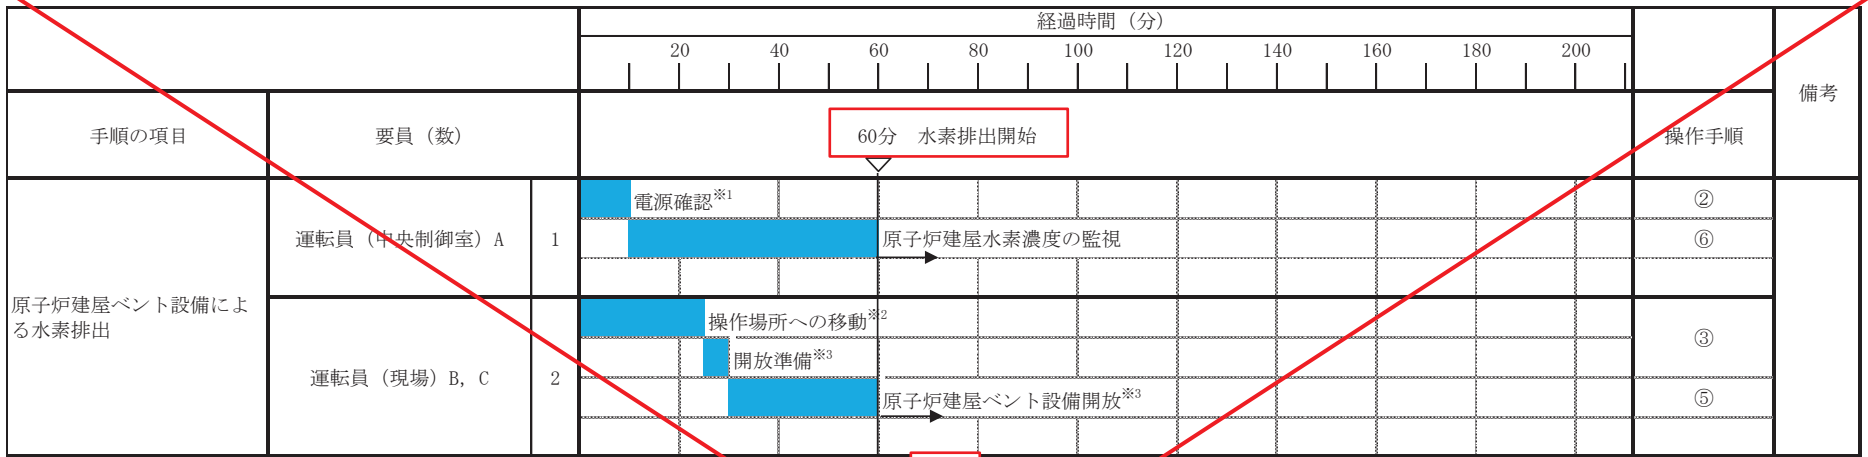 経過時間（分）
20 40 60 80 100 120 140 160 180 200
備考
手順の項目 要員（数） 60分　水素排出開始 操作手順
電源確認※1 ②
運転員（中央制御室）A 1 原子炉建屋水素濃度の監視 ⑥
原子炉建屋ベント設備によ
る水素排出
操作場所への移動※2 ③
開放準備※3
運転員（現場）B, C 2
原子炉建屋ベント設備開放※3 ⑤